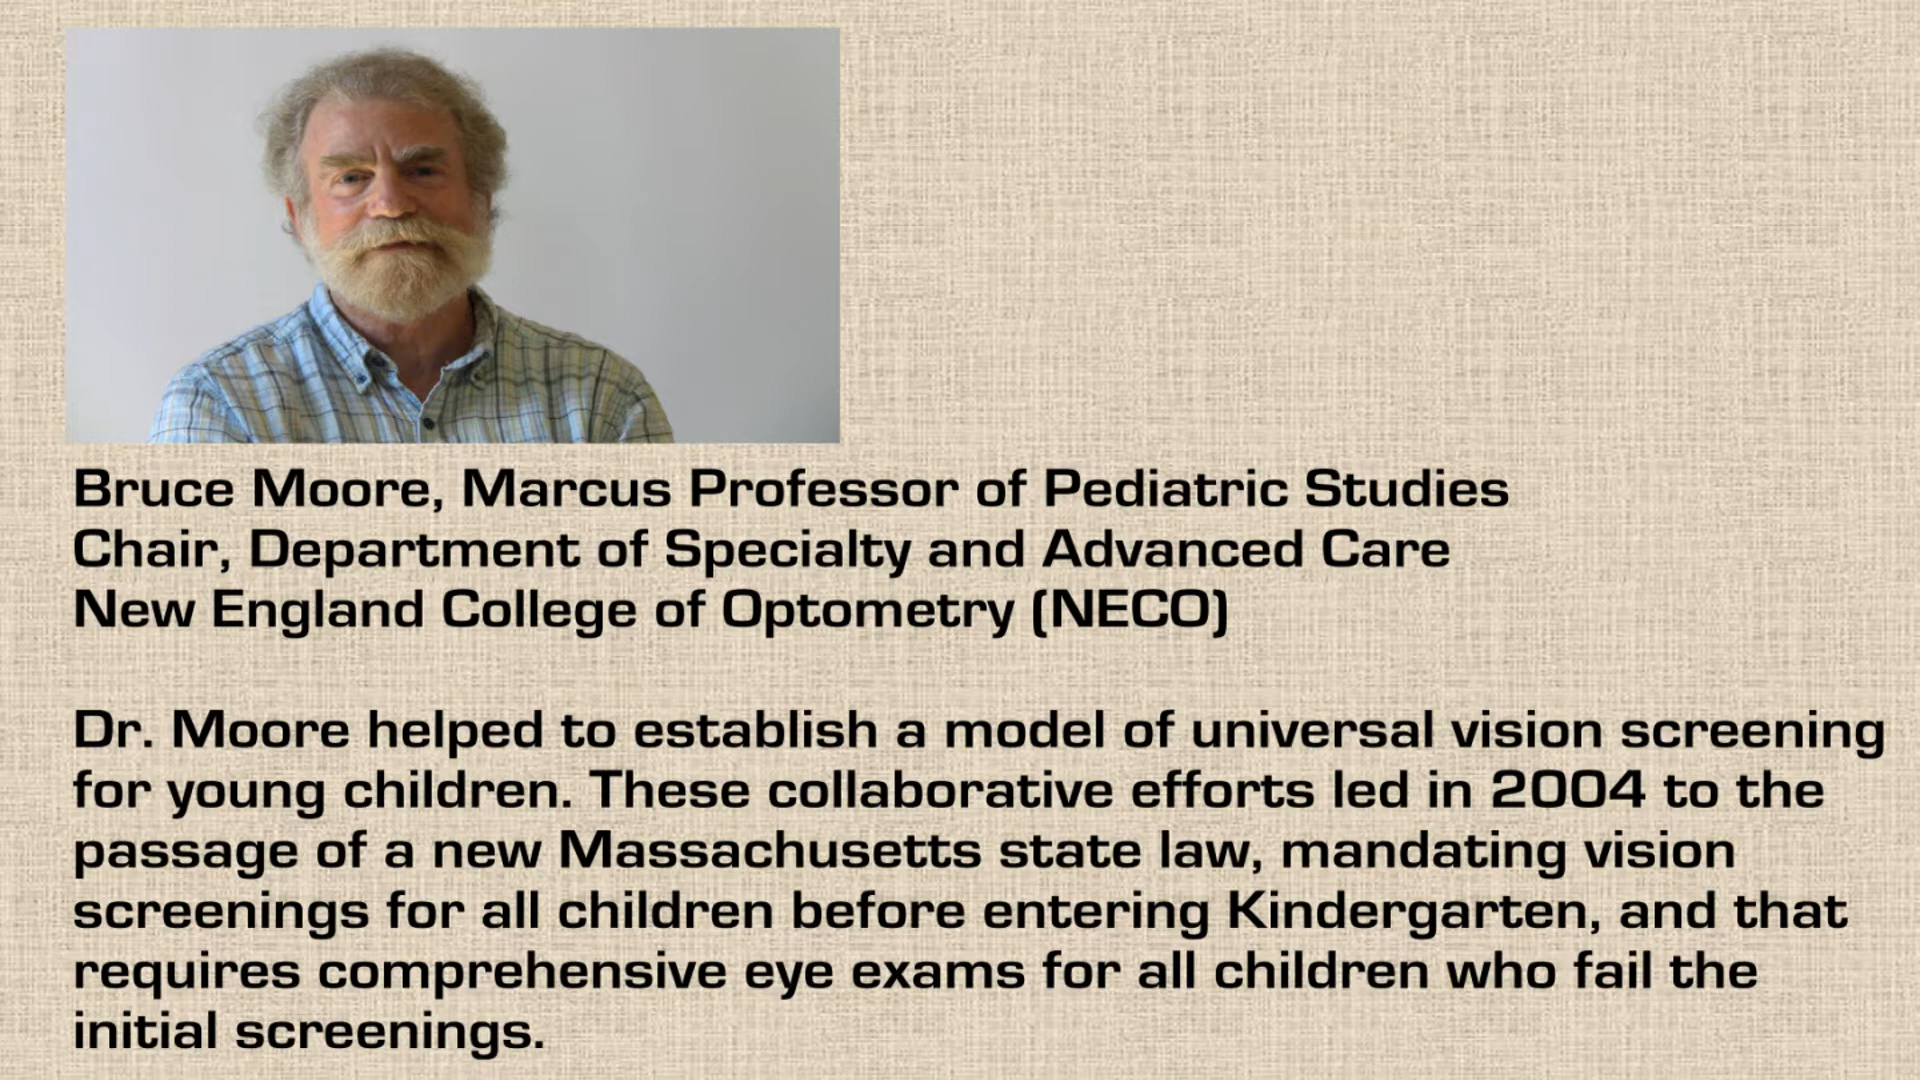 Bruce Moore, Marcus Professor of Pediatric Studies
Chair, Department of Specialty and Advanced Care
New England College of Optometry (NECO)
Dr. Moore helped to establish a model of universal vision screening
for young children. These collaborative efforts led in 2004 to the
passage of a new Massachusetts state law, mandating vision
screenings for all children before entering Kindergarten, and that
requires comprehensive eye exams for all children who fail the
initial screenings.